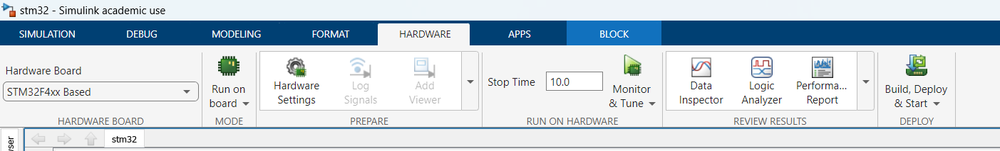 stm32 - Simulink academic use
SIMULATION DEBUG MODELING FORMAT HARDWARE APPS BLOCK
Hardware Board
STM32F4xx Based
HARDWARE BOARD
Run on
board
MODE
Hardware
Settings
Log
Signals
Add
Viewer
PREPARE
Stop Time 10.0
Monitor
& Tune
RUN ON HARDWARE
Data
Inspector
Logic
Analyzer
Performa...
Report
REVIEW RESULTS
Build, Deploy
& Start
DEPLOY
stm32